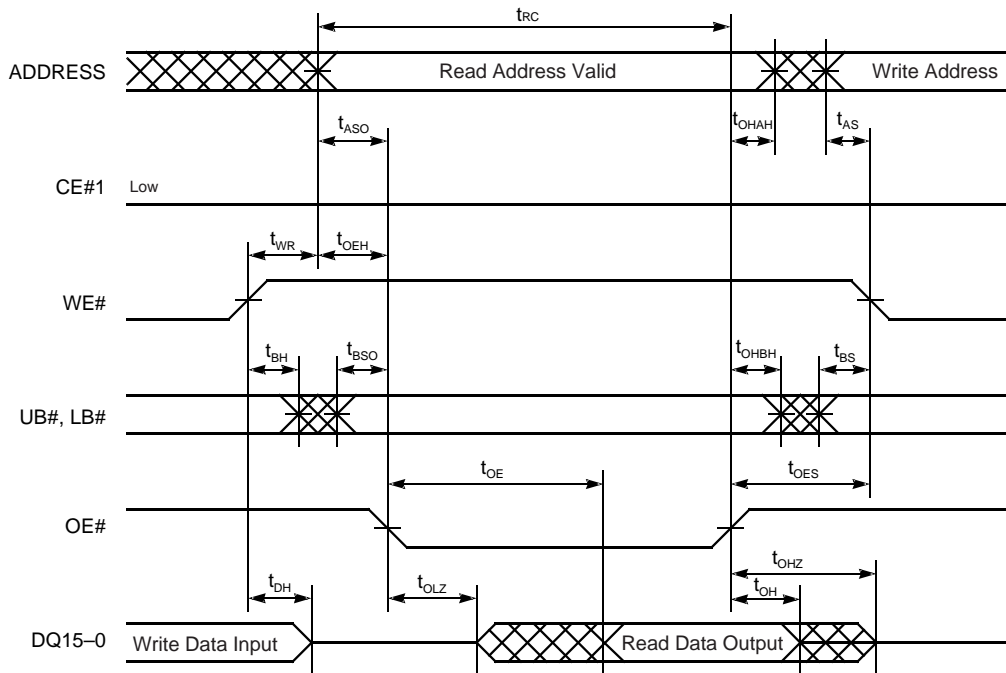 tRC
ADDRESS
Read Address Valid
Write Address
tASO
tOHAH
tAS
CE#1
Low
tWR
tOEH
WE#
tBH
tBSO
tOHBH
tBS
UB#, LB#
tOE
tOES
OE#
tOHZ
tDH
tOLZ
tOH
DQ15–0
Write Data Input
Read Data Output